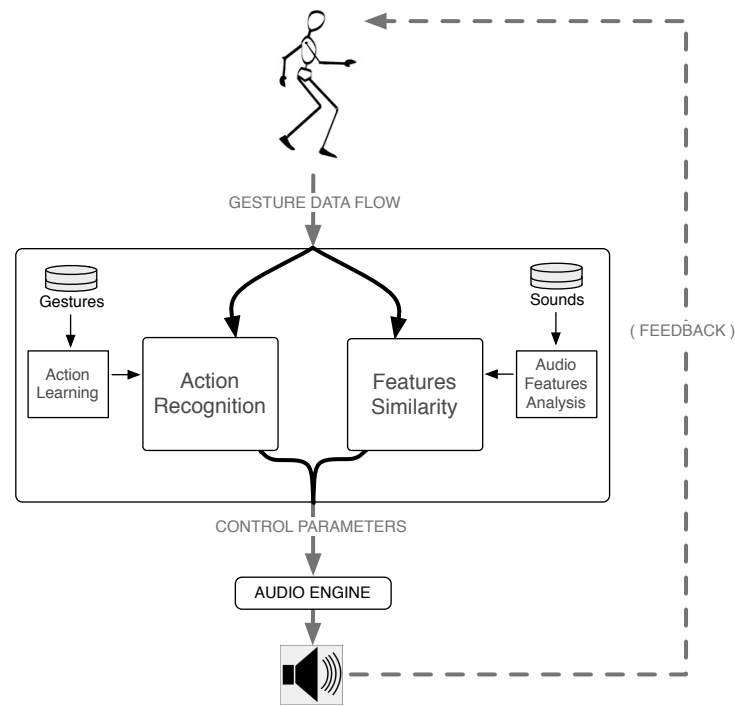 GESTURE DATA FLOW
Gestures
Sounds
( FEEDBACK )
Action
Learning
Action
Recognition
Features
Similarity
Audio
Features
Analysis
CONTROL PARAMETERS
AUDIO ENGINE